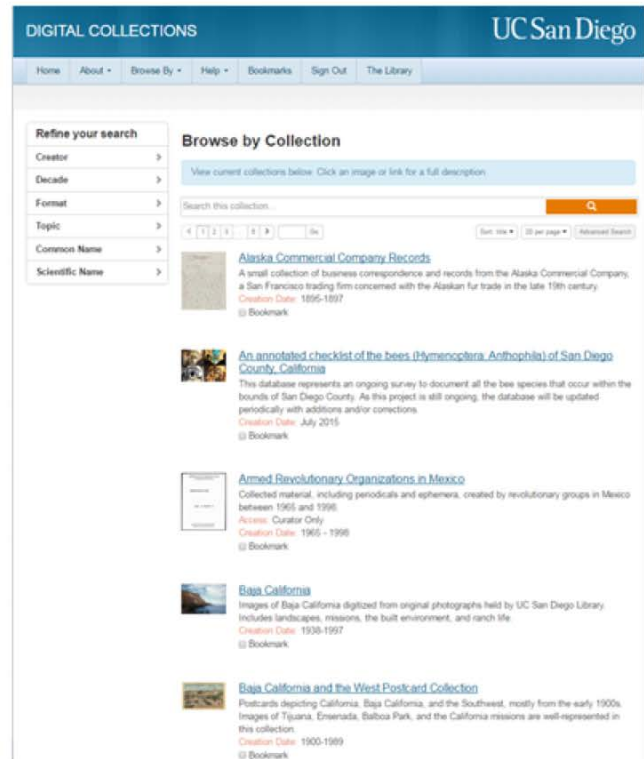 DIGITAL COLLECTIONS
UC San Diego
Home About Browse By Help Bookmarks Sign Out The Library
Refine your search
Creator
Decade
Format
Topic
Common Name
Scientific Name
Browse by Collection
View current collections below. Click an image or link for a full description.
Search this collection...
1 2 3 .. 8 Go
Sort: title 20 per page Advanced Search
Alaska Commercial Company Records
A small collection of business correspondence and records from the Alaska Commercial Company,
a San Francisco trading firm concerned with the Alaskan fur trade in the late 19th century.
Creation Date: 1895-1897
Bookmark
An annotated checklist of the bees (Hymenoptera: Anthophila) of San Diego
County, California
This database represents an ongoing survey to document all the bee species that occur within the
bounds of San Diego County. As this project is still ongoing, the database will be updated
periodically with additions and/or corrections.
Creation Date: July 2015
Bookmark
Armed Revolutionary Organizations in Mexico
Collected material, including periodicals and ephemera, created by revolutionary groups in Mexico
between 1965 and 1998.
Access: Curator Only
Creation Date: 1965 - 1998
Bookmark
Baja California
Images of Baja California digitized from original photographs held by UC San Diego Library.
Includes landscapes, missions, the built environment, and ranch life.
Creation Date: 1938-1997
Bookmark
Baja California and the West Postcard Collection
Postcards depicting California, Baja California, and the Southwest, mostly from the early 1900s.
Images of Tijuana, Ensenada, Balboa Park, and the California missions are well-represented in
this collection.
Creation Date: 1900-1989
Bookmark